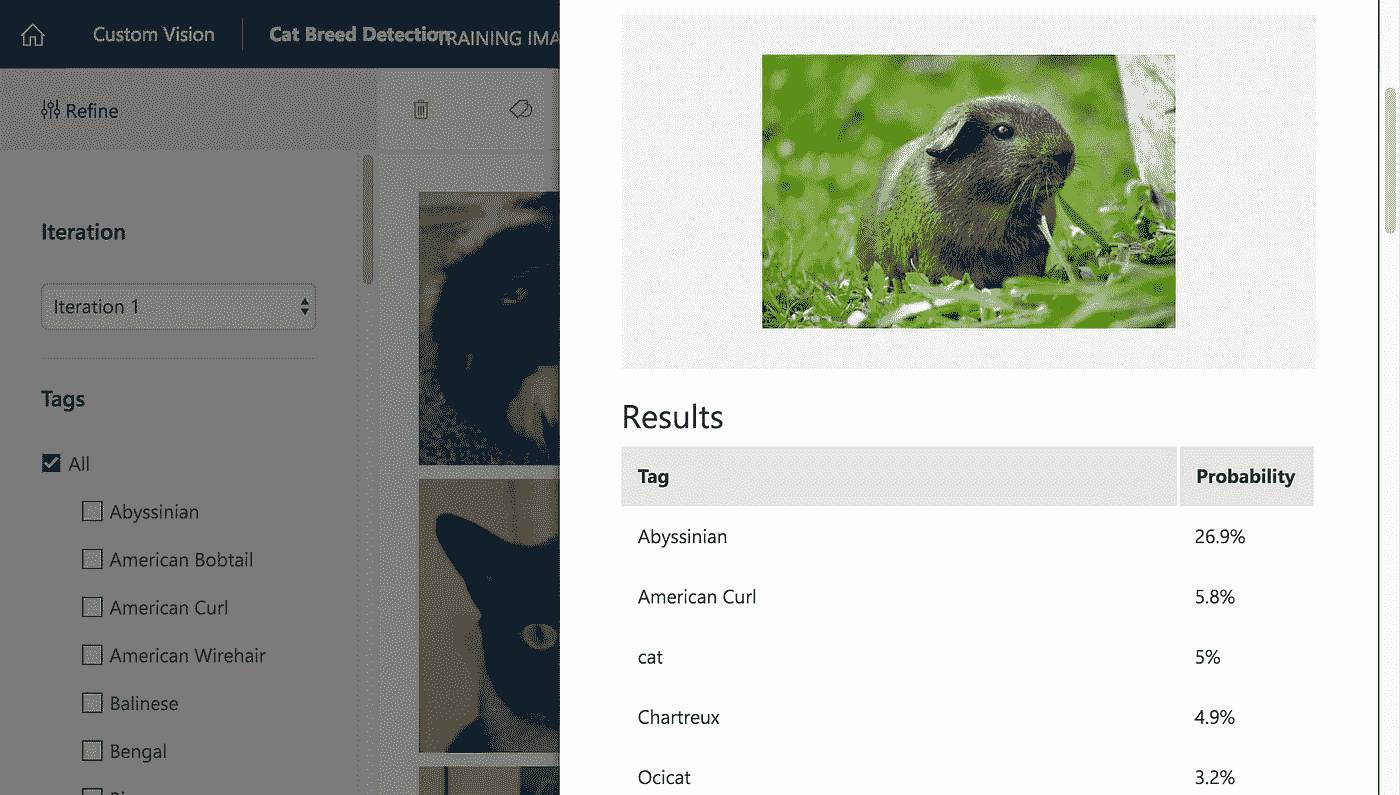 Custom Vision
Cat Breed Detection
TRAINING IMA
Refine
Iteration
Iteration 1
Tags
All
Abyssinian
American Bobtail
American Curl
American Wirehair
Balinese
Bengal
Results
Tag Probability
Abyssinian 26.9%
American Curl 5.8%
cat 5%
Chartreux 4.9%
Ocicat 3.2%